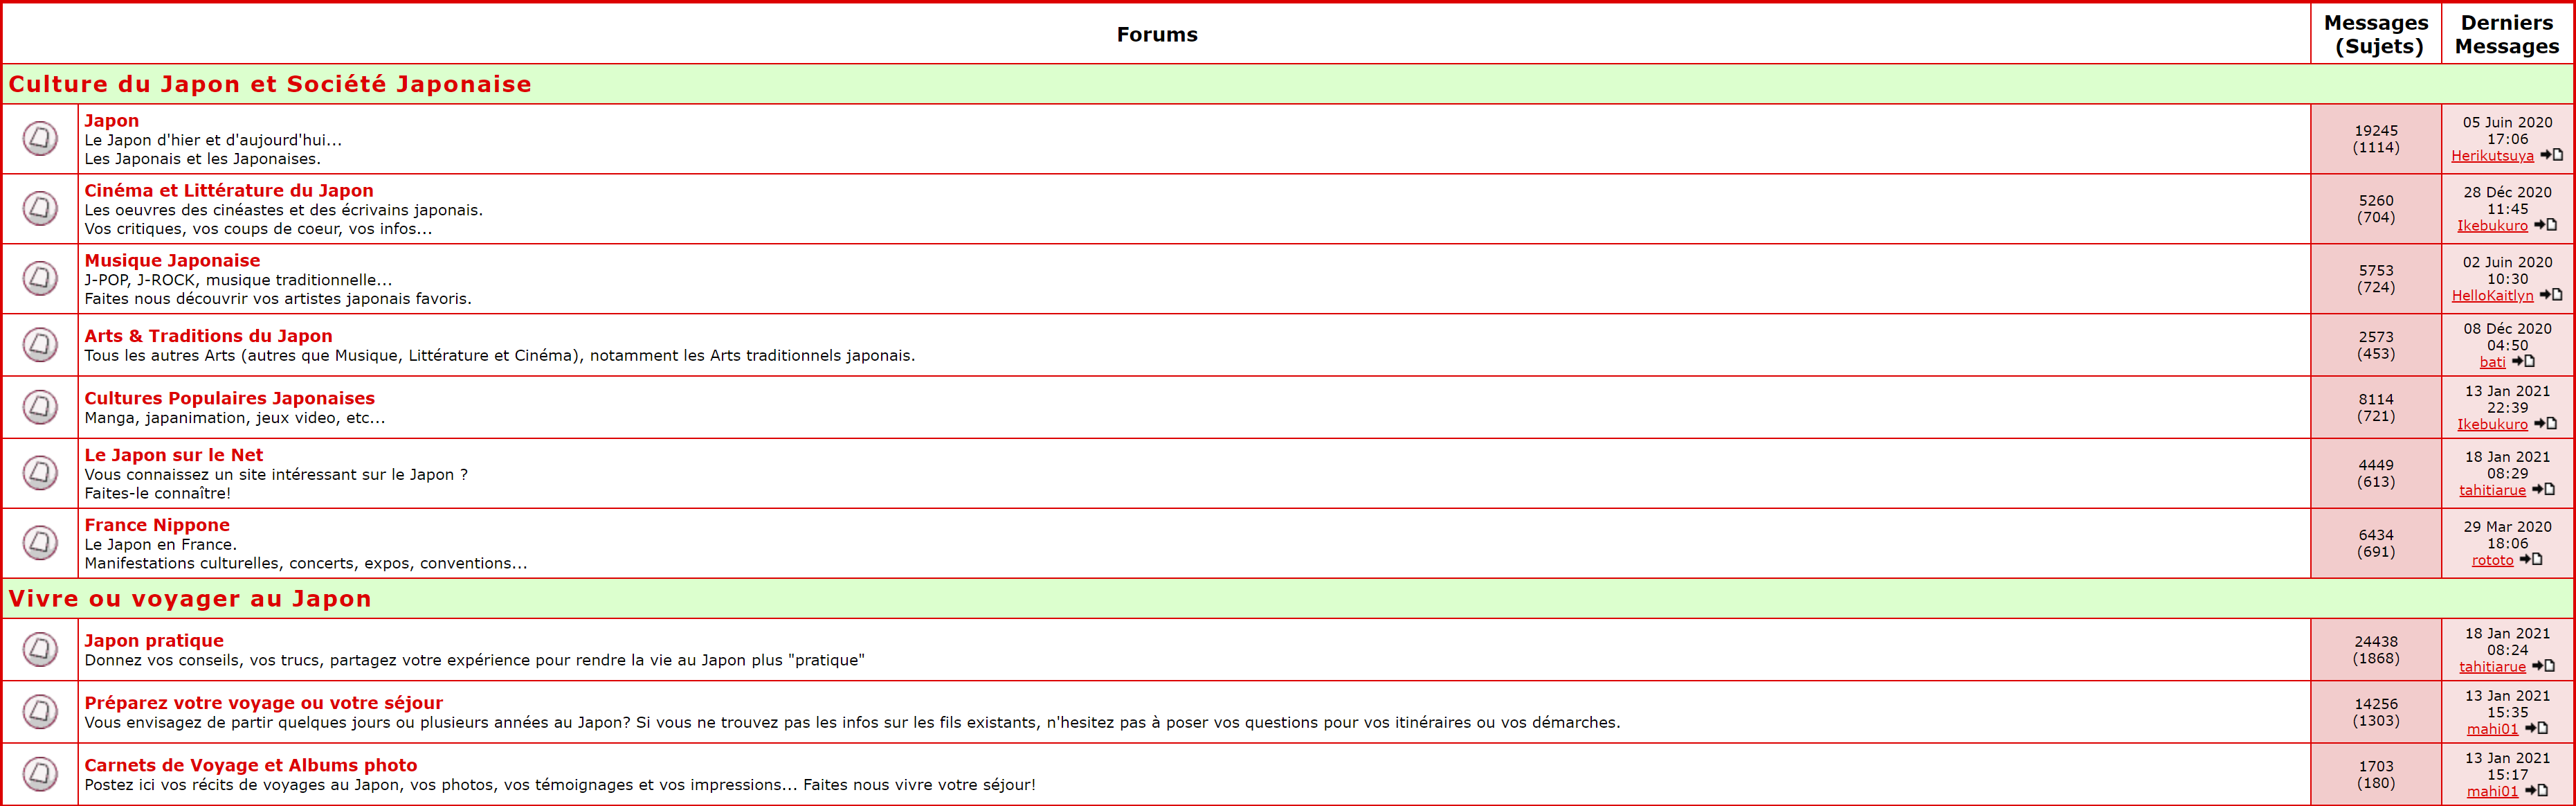 Forums
Messages
(Sujets)
Derniers
Messages
Culture du Japon et Société Japonaise
Japon
Le Japon d'hier et d'aujourd'hui...
Les Japonais et les Japonaises.
19245
(1114)
05 Juin 2020
17:06
Herikutsuya
Cinéma et Littérature du Japon
Les oeuvres des cinéastes et des écrivains japonais.
Vos critiques, vos coups de coeur, vos infos...
5260
(704)
28 Déc 2020
11:45
Ikebukuro
Musique Japonaise
J-POP, J-ROCK, musique traditionnelle...
Faites nous découvrir vos artistes japonais favoris.
5753
(724)
02 Juin 2020
10:30
HelloKaitlyn
Arts & Traditions du Japon
Tous les autres Arts (autres que Musique, Littérature et Cinéma), notamment les Arts traditionnels japonais.
2573
(453)
08 Déc 2020
04:50
bati
Cultures Populaires Japonaises
Manga, japanimation, jeux video, etc...
8114
(721)
13 Jan 2021
22:39
Ikebukuro
Le Japon sur le Net
Vous connaissez un site intéressant sur le Japon ?
Faites-le connaître!
4449
(613)
18 Jan 2021
08:29
tahitiarue
France Nippone
Le Japon en France.
Manifestations culturelles, concerts, expos, conventions...
6434
(691)
29 Mar 2020
18:06
rototo
Vivre ou voyager au Japon
Japon pratique
Donnez vos conseils, vos trucs, partagez votre expérience pour rendre la vie au Japon plus "pratique"
24438
(1868)
18 Jan 2021
08:24
tahitiarue
Préparez votre voyage ou votre séjour
Vous envisagez de partir quelques jours ou plusieurs années au Japon? Si vous ne trouvez pas les infos sur les fils existants, n'hesitez pas à poser vos questions pour vos itinéraires ou vos démarches.
14256
(1303)
13 Jan 2021
15:35
mahi01
Carnets de Voyage et Albums photo
Postez ici vos récits de voyages au Japon, vos photos, vos témoignages et vos impressions... Faites nous vivre votre séjour!
1703
(180)
13 Jan 2021
15:17
mahi01